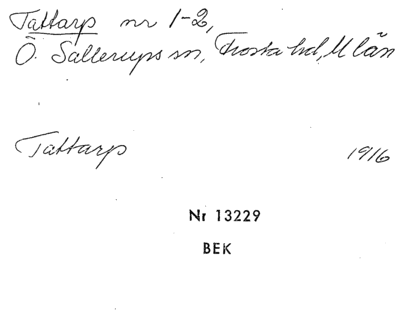 Tattarp nr 1-2,
Ö. Sallerups sn, Frosta hd, M län
Tattarp 1916
Nr 13229
BEK